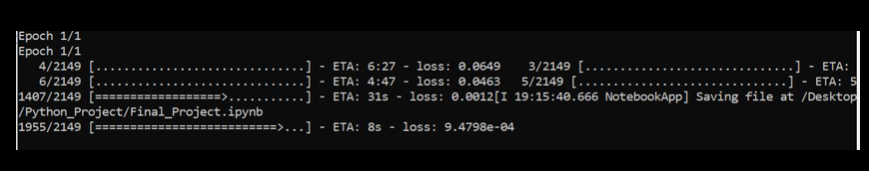 Epoch 1/1
Epoch 1/1
4/2149 [..............................] - ETA: 6:27 - loss: 0.0649    3/2149 [..............................] - ETA:
6/2149 [..............................] - ETA: 4:47 - loss: 0.0463    5/2149 [..............................] - ETA: 5
1407/2149 [==================>...........] - ETA: 31s - loss: 0.0012[I 19:15:40.666 NotebookApp] Saving file at /Desktop
/Python_Project/Final_Project.ipynb
1955/2149 [==========================>...] - ETA: 8s - loss: 9.4798e-04